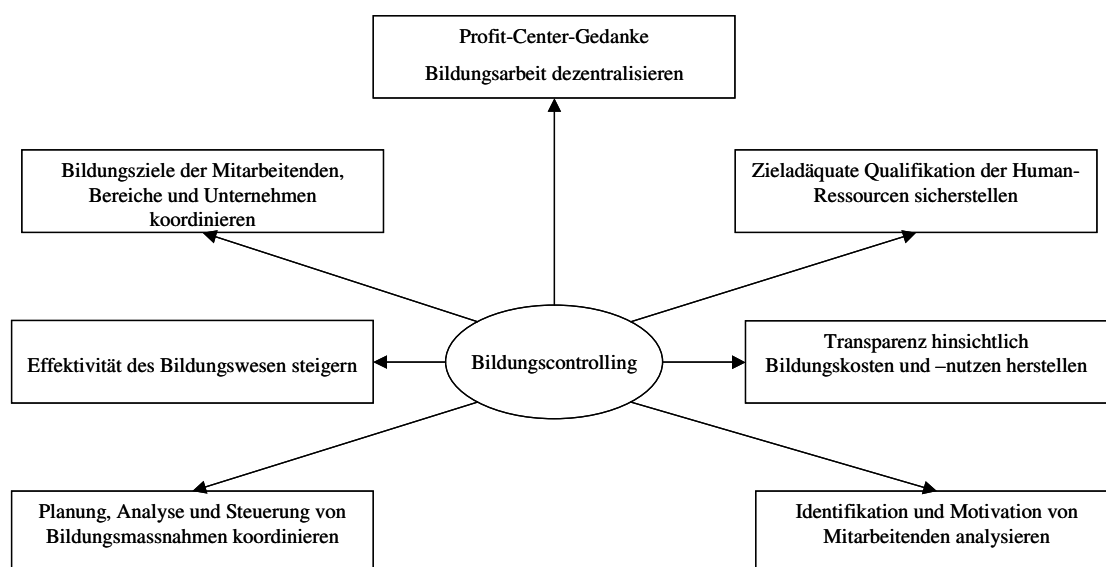 Profit-Center-Gedanke
Bildungsarbeit dezentralisieren
Bildungsziele der Mitarbeitenden,
Bereiche und Unternehmen
koordinieren
Zieladäquate Qualifikation der Human-
Ressourcen sicherstellen
Effektivität des Bildungswesen steigern
Bildungscontrolling
Transparenz hinsichtlich
Bildungskosten und –nutzen herstellen
Planung, Analyse und Steuerung von
Bildungsmassnahmen koordinieren
Identifikation und Motivation von
Mitarbeitenden analysieren